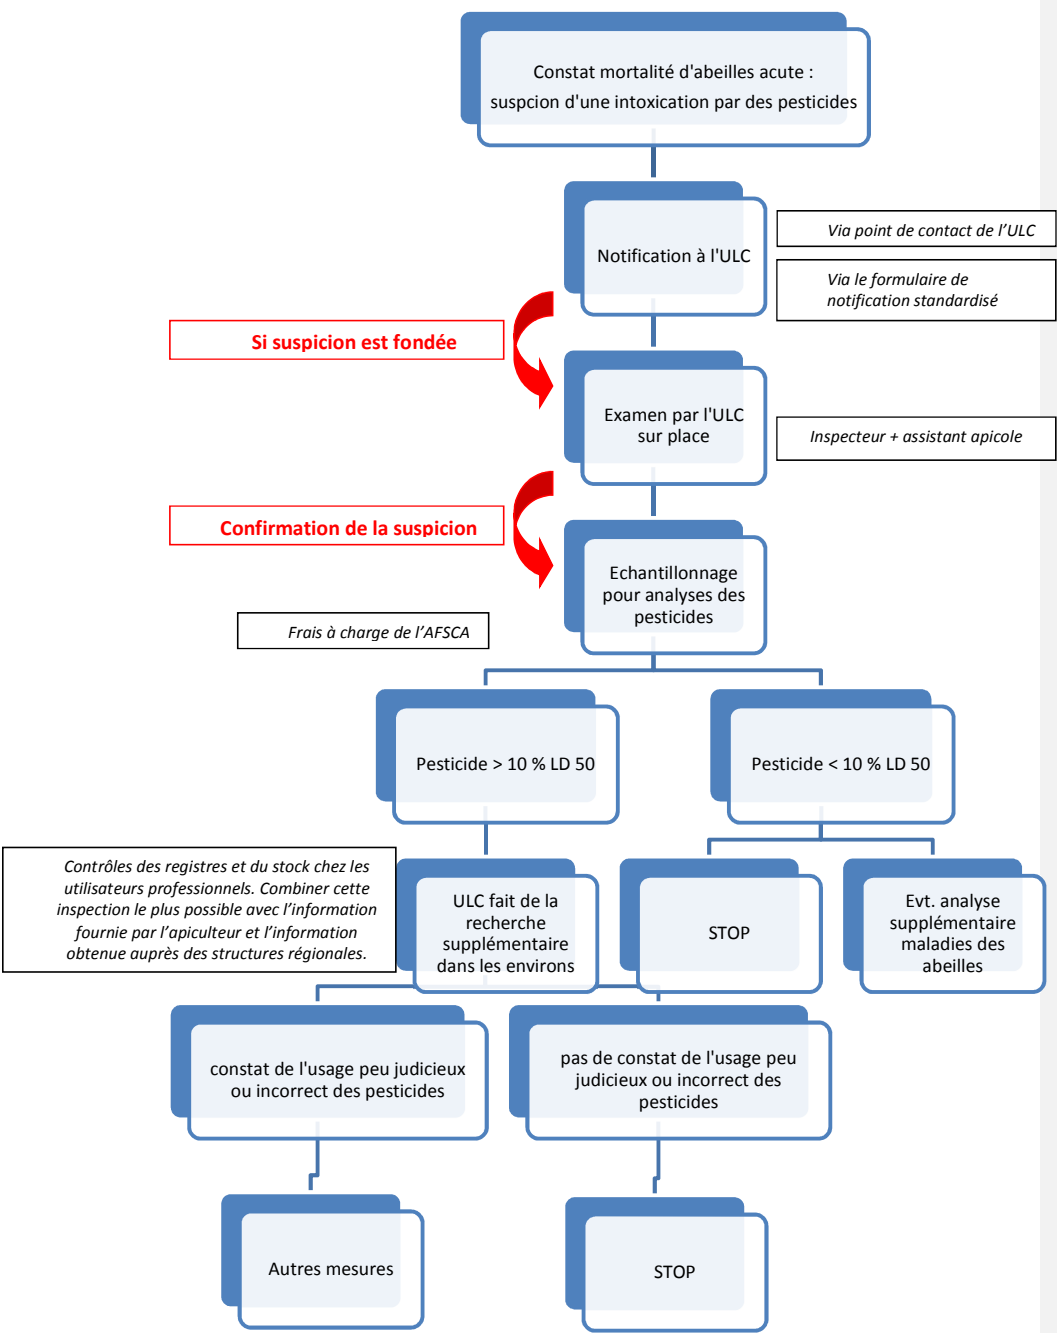 Constat mortalité d'abeilles acute :
suspcion d'une intoxication par des pesticides
Notification à l'ULC
Via point de contact de l'ULC
Via le formulaire de
notification standardisé
Si suspicion est fondée
Examen par l'ULC
sur place
Inspecteur + assistant apicole
Confirmation de la suspicion
Echantillonnage
pour analyses des
pesticides
Frais à charge de l'AFSCA
Pesticide > 10 % LD 50
Pesticide < 10 % LD 50
Contrôles des registres et du stock chez les
utilisateurs professionnels. Combiner cette
inspection le plus possible avec l'information
fournie par l'apiculteur et l'information
obtenue auprès des structures régionales.
ULC fait de la
recherche
supplémentaire
dans les environs
STOP
Evt. analyse
supplémentaire
maladies des
abeilles
constat de l'usage peu judicieux
ou incorrect des pesticides
pas de constat de l'usage peu
judicieux ou incorrect des
pesticides
Autres mesures
STOP